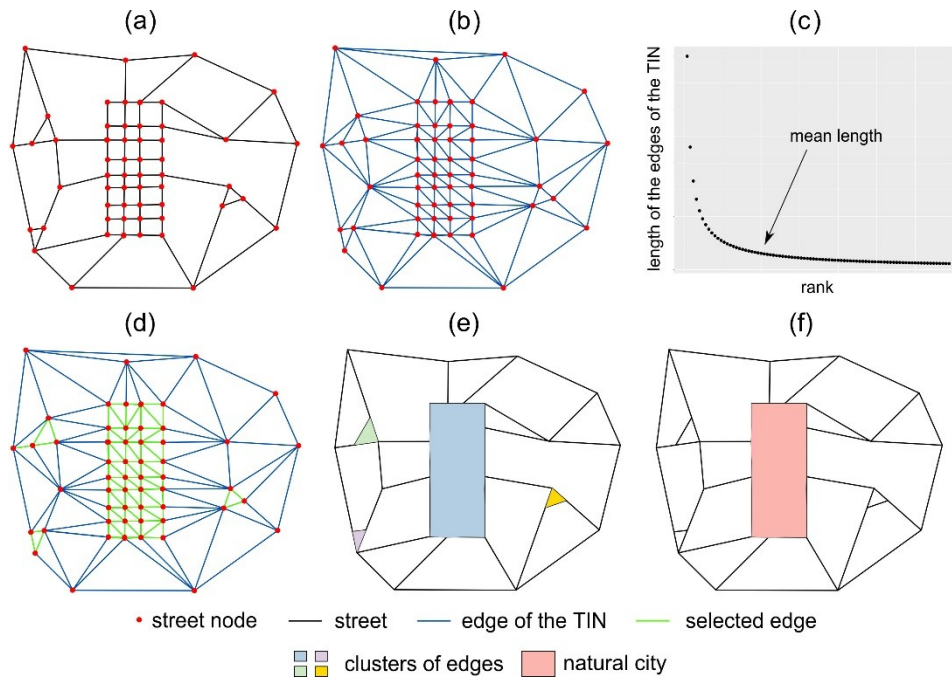 (a)
(b)
(c)
length of the edges of the TIN
mean length
rank
(d)
(e)
(f)
street node
street
edge of the TIN
selected edge
clusters of edges
natural city